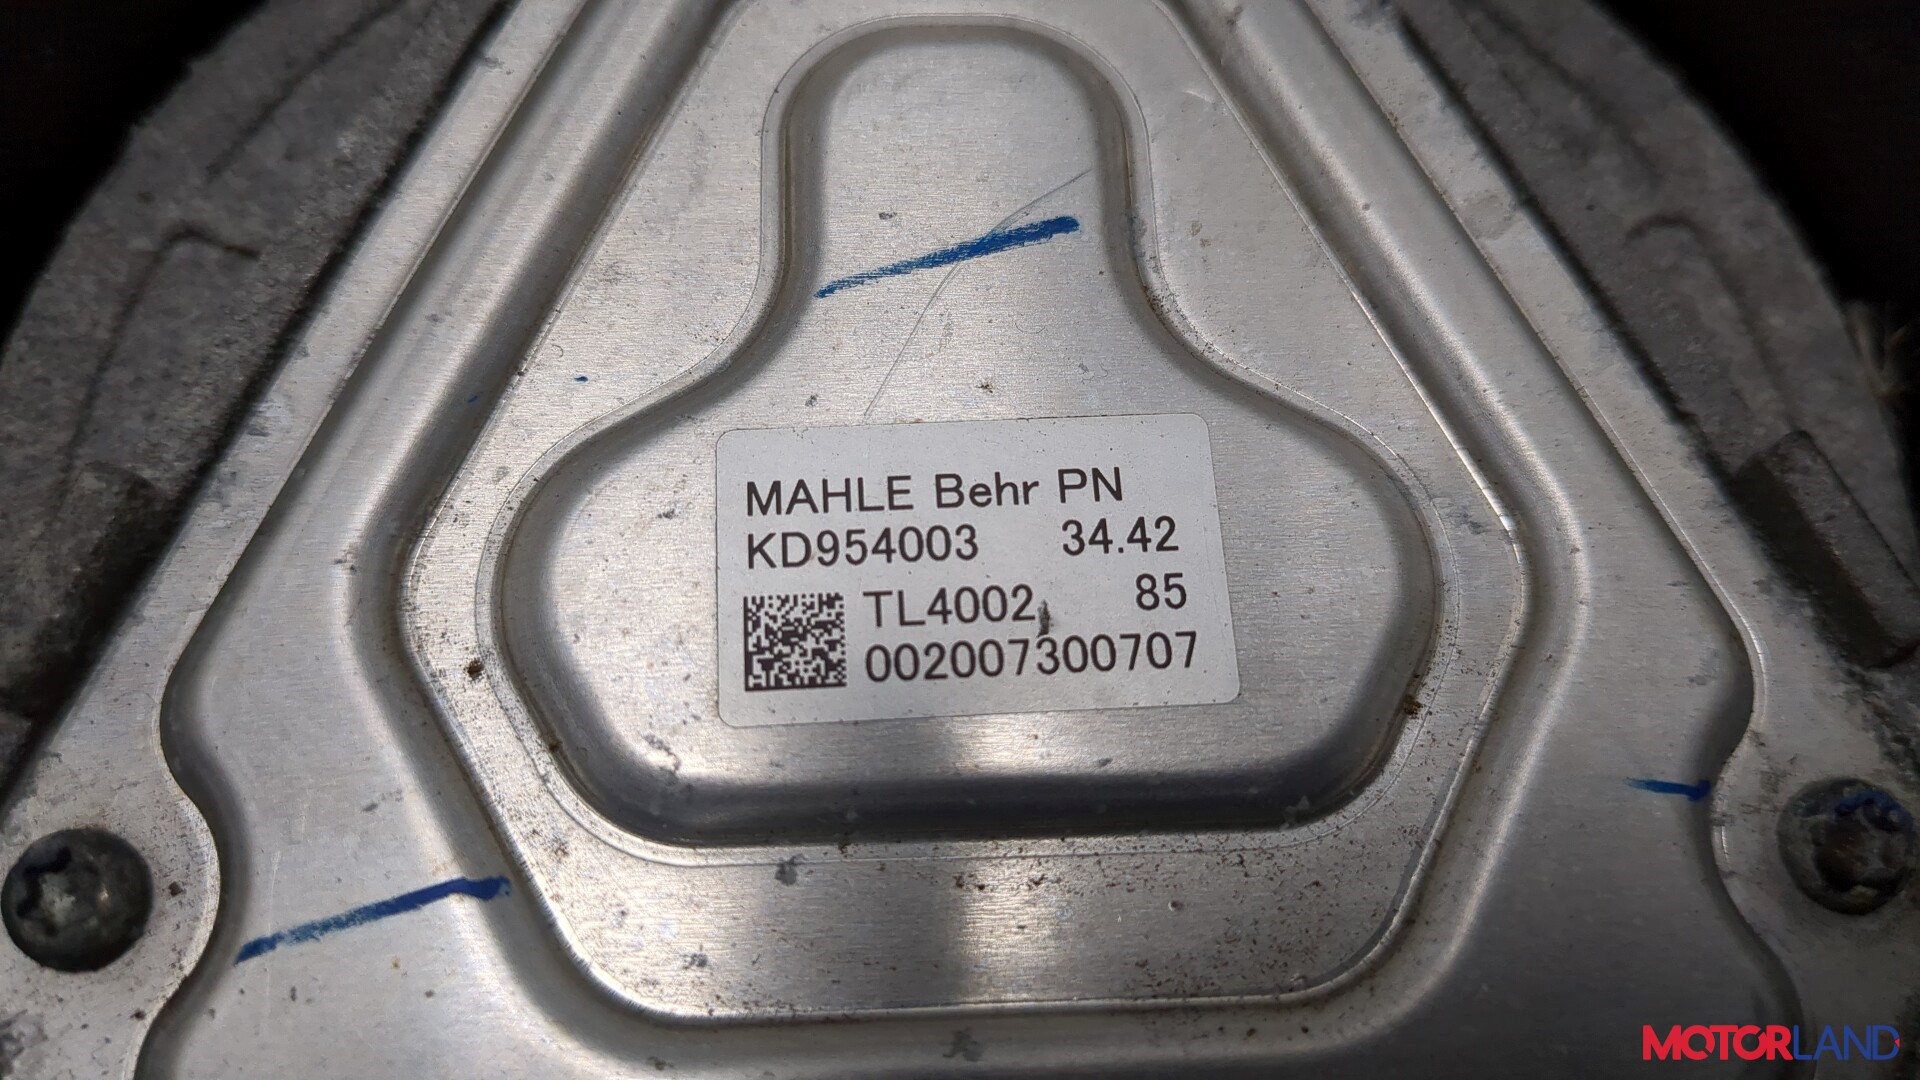 MAHLE Behr PN
KD954003 34.42
TL4002 85
002007300707
MOTORLAND